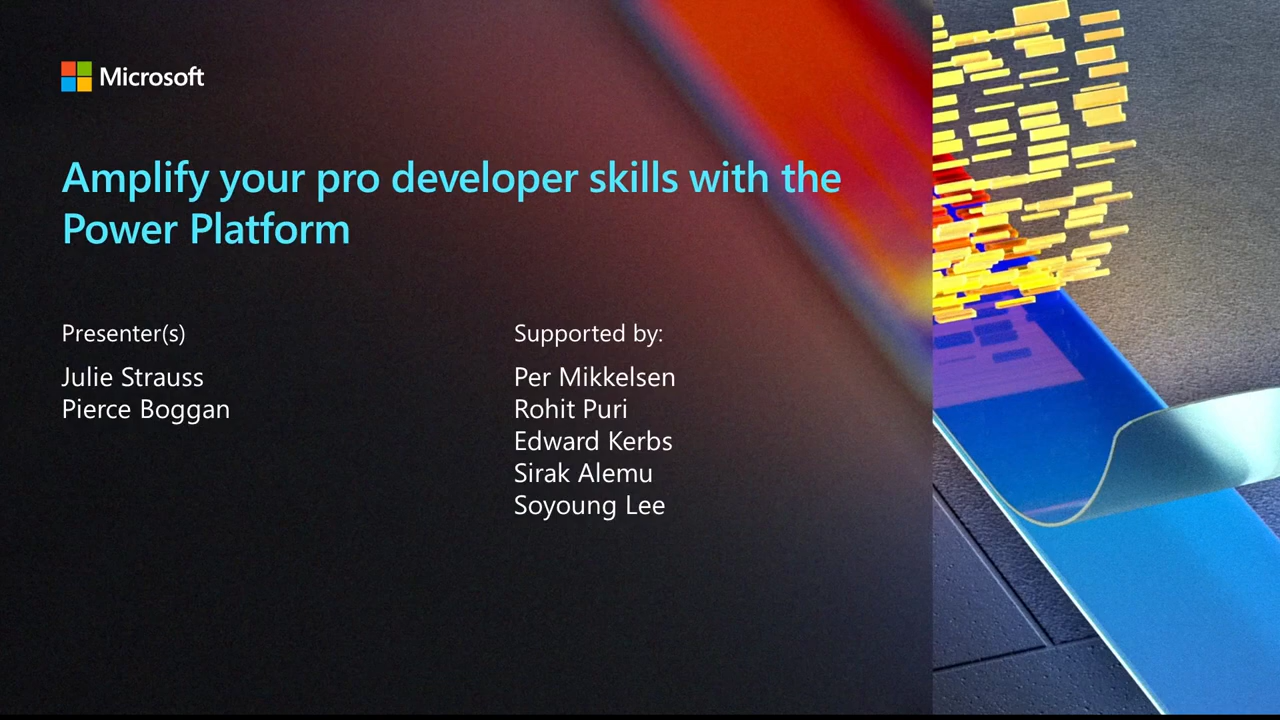 Microsoft
Amplify your pro developer skills with the
Power Platform
Presenter(s)
Julie Strauss
Pierce Boggan
Supported by:
Per Mikkelsen
Rohit Puri
Edward Kerbs
Sirak Alemu
Soyoung Lee